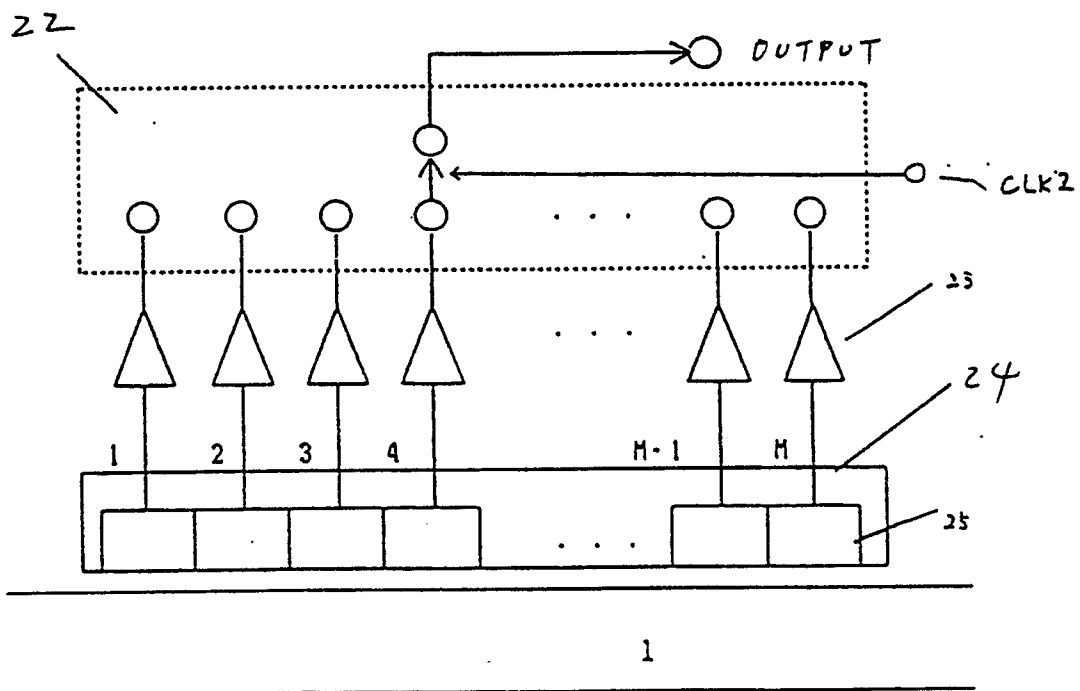 22
OUTPUT
CLK2
. . .
23
. . .
24
1 2 3 4 M-1 M
25
. . .
1